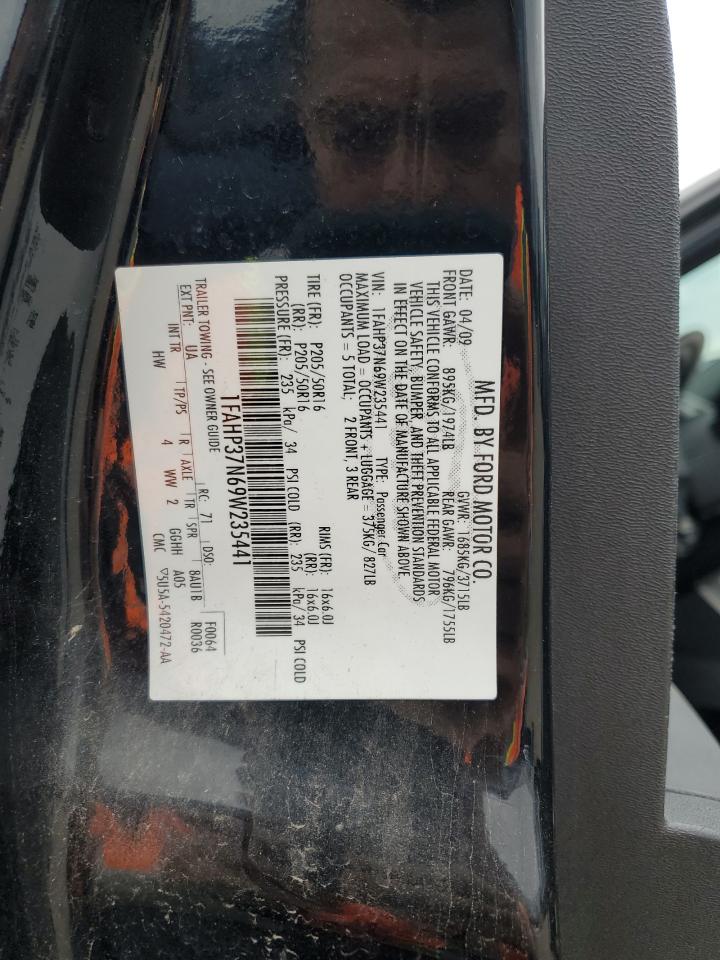 MFD. BY FORD MOTOR CO.
DATE: 04/09 GVWR: 1685KG/3715LB
FRONT GAWR: 895KG/1974LB REAR GAWR: 796KG/1755LB
THIS VEHICLE CONFORMS TO ALL APPLICABLE FEDERAL MOTOR
VEHICLE SAFETY, BUMPER, AND THEFT PREVENTION STANDARDS
IN EFFECT ON THE DATE OF MANUFACTURE SHOWN ABOVE.
VIN: 1FAHP37N69W235441 TYPE: Passenger Car
MAXIMUM LOAD = OCCUPANTS + LUGGAGE = 375KG/827LB
OCCUPANTS = 5 TOTAL: 2 FRONT, 3 REAR
TIRE (FR): P205/50R16 RIMS (FR): 16x6.0J
(RR): P205/50R16 (RR): 16x6.0J
PRESSURE (FR): 235 kPa/ 34 PSI COLD (RR): 235 kPa/ 34 PSI COLD
1FAHP37N69W235441
TRAILER TOWING - SEE OWNER GUIDE
EXT PNT: UA RC: 71 DSO: F0064
INT TR TP/PS R AXLE TR SPR 8AU1B R0036
HW 4 WW 2 GGHH A05
CMC ▽5U5A-5420472-AA